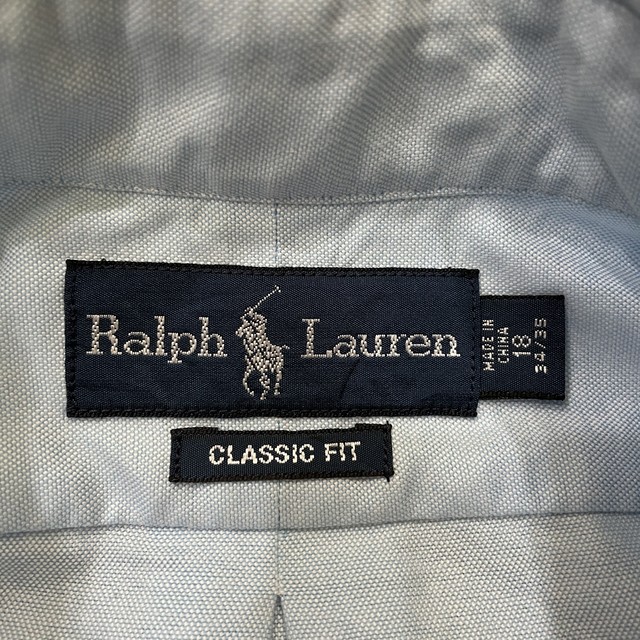 Ralph Lauren
MADE IN
CHINA
18
34/35
CLASSIC FIT